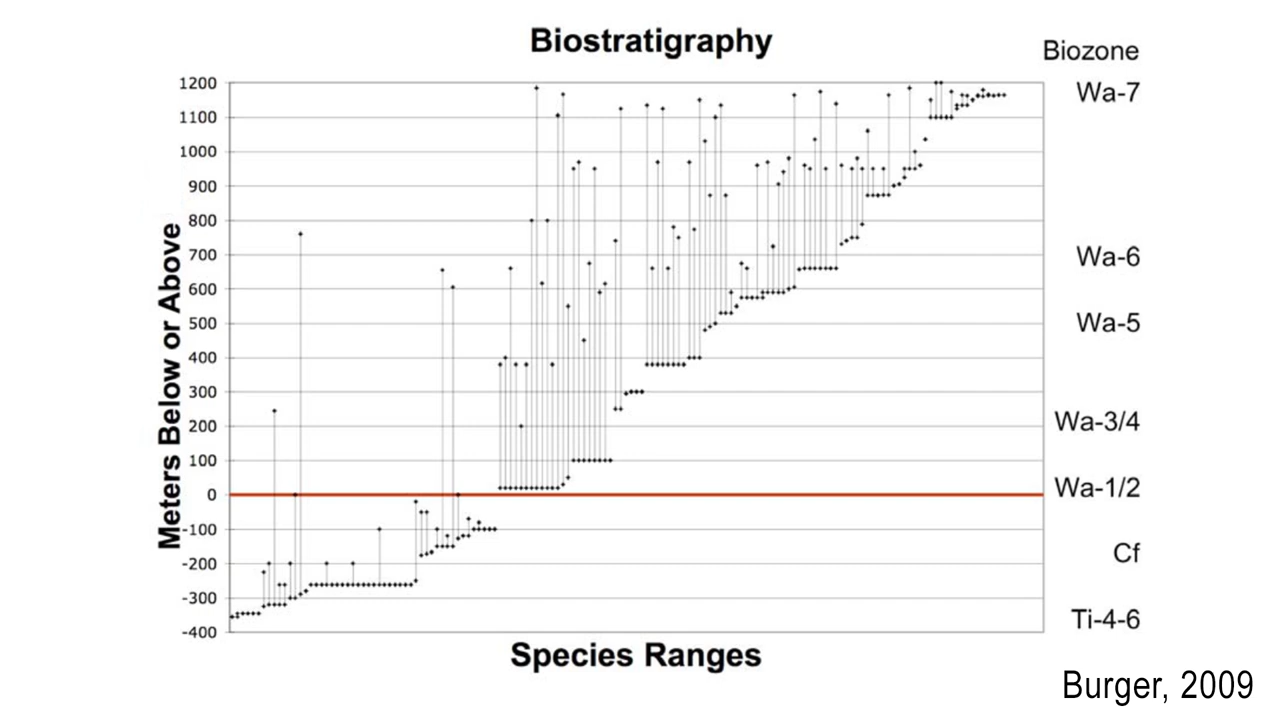 Biostratigraphy
Biozone
1200
1100
1000
900
800
700
600
500
400
300
200
100
0
-100
-200
-300
-400
Meters Below or Above
Wa-7
Wa-6
Wa-5
Wa-3/4
Wa-1/2
Cf
Ti-4-6
Species Ranges
Burger, 2009